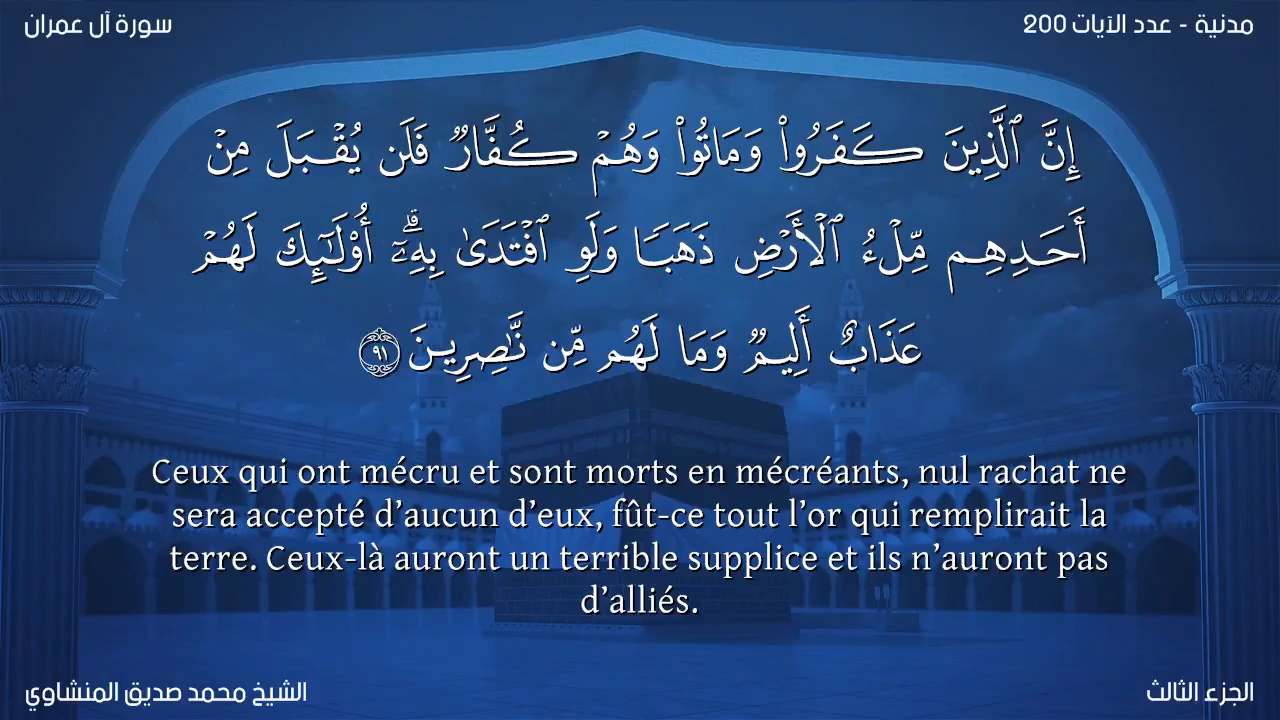 سورة آل عمران
مدنية - عدد الآيات 200
إِنَّ ٱلَّذِينَ كَفَرُوا۟ وَمَاتُوا۟ وَهُمْ كُفَّارٌ فَلَن يُقْبَلَ مِنْ
أَحَدِهِم مِّلْءُ ٱلْأَرْضِ ذَهَبًا وَلَوِ ٱفْتَدَىٰ بِهِۦٓ ۗ أُو۟لَـٰٓئِكَ لَهُمْ
عَذَابٌ أَلِيمٌ وَمَا لَهُم مِّن نَّـٰصِرِينَ ٩١
Ceux qui ont mécru et sont morts en mécréants, nul rachat ne
sera accepté d’aucun d’eux, fût-ce tout l’or qui remplirait la
terre. Ceux-là auront un terrible supplice et ils n’auront pas
d’alliés.
الشيخ محمد صديق المنشاوي
الجزء الثالث